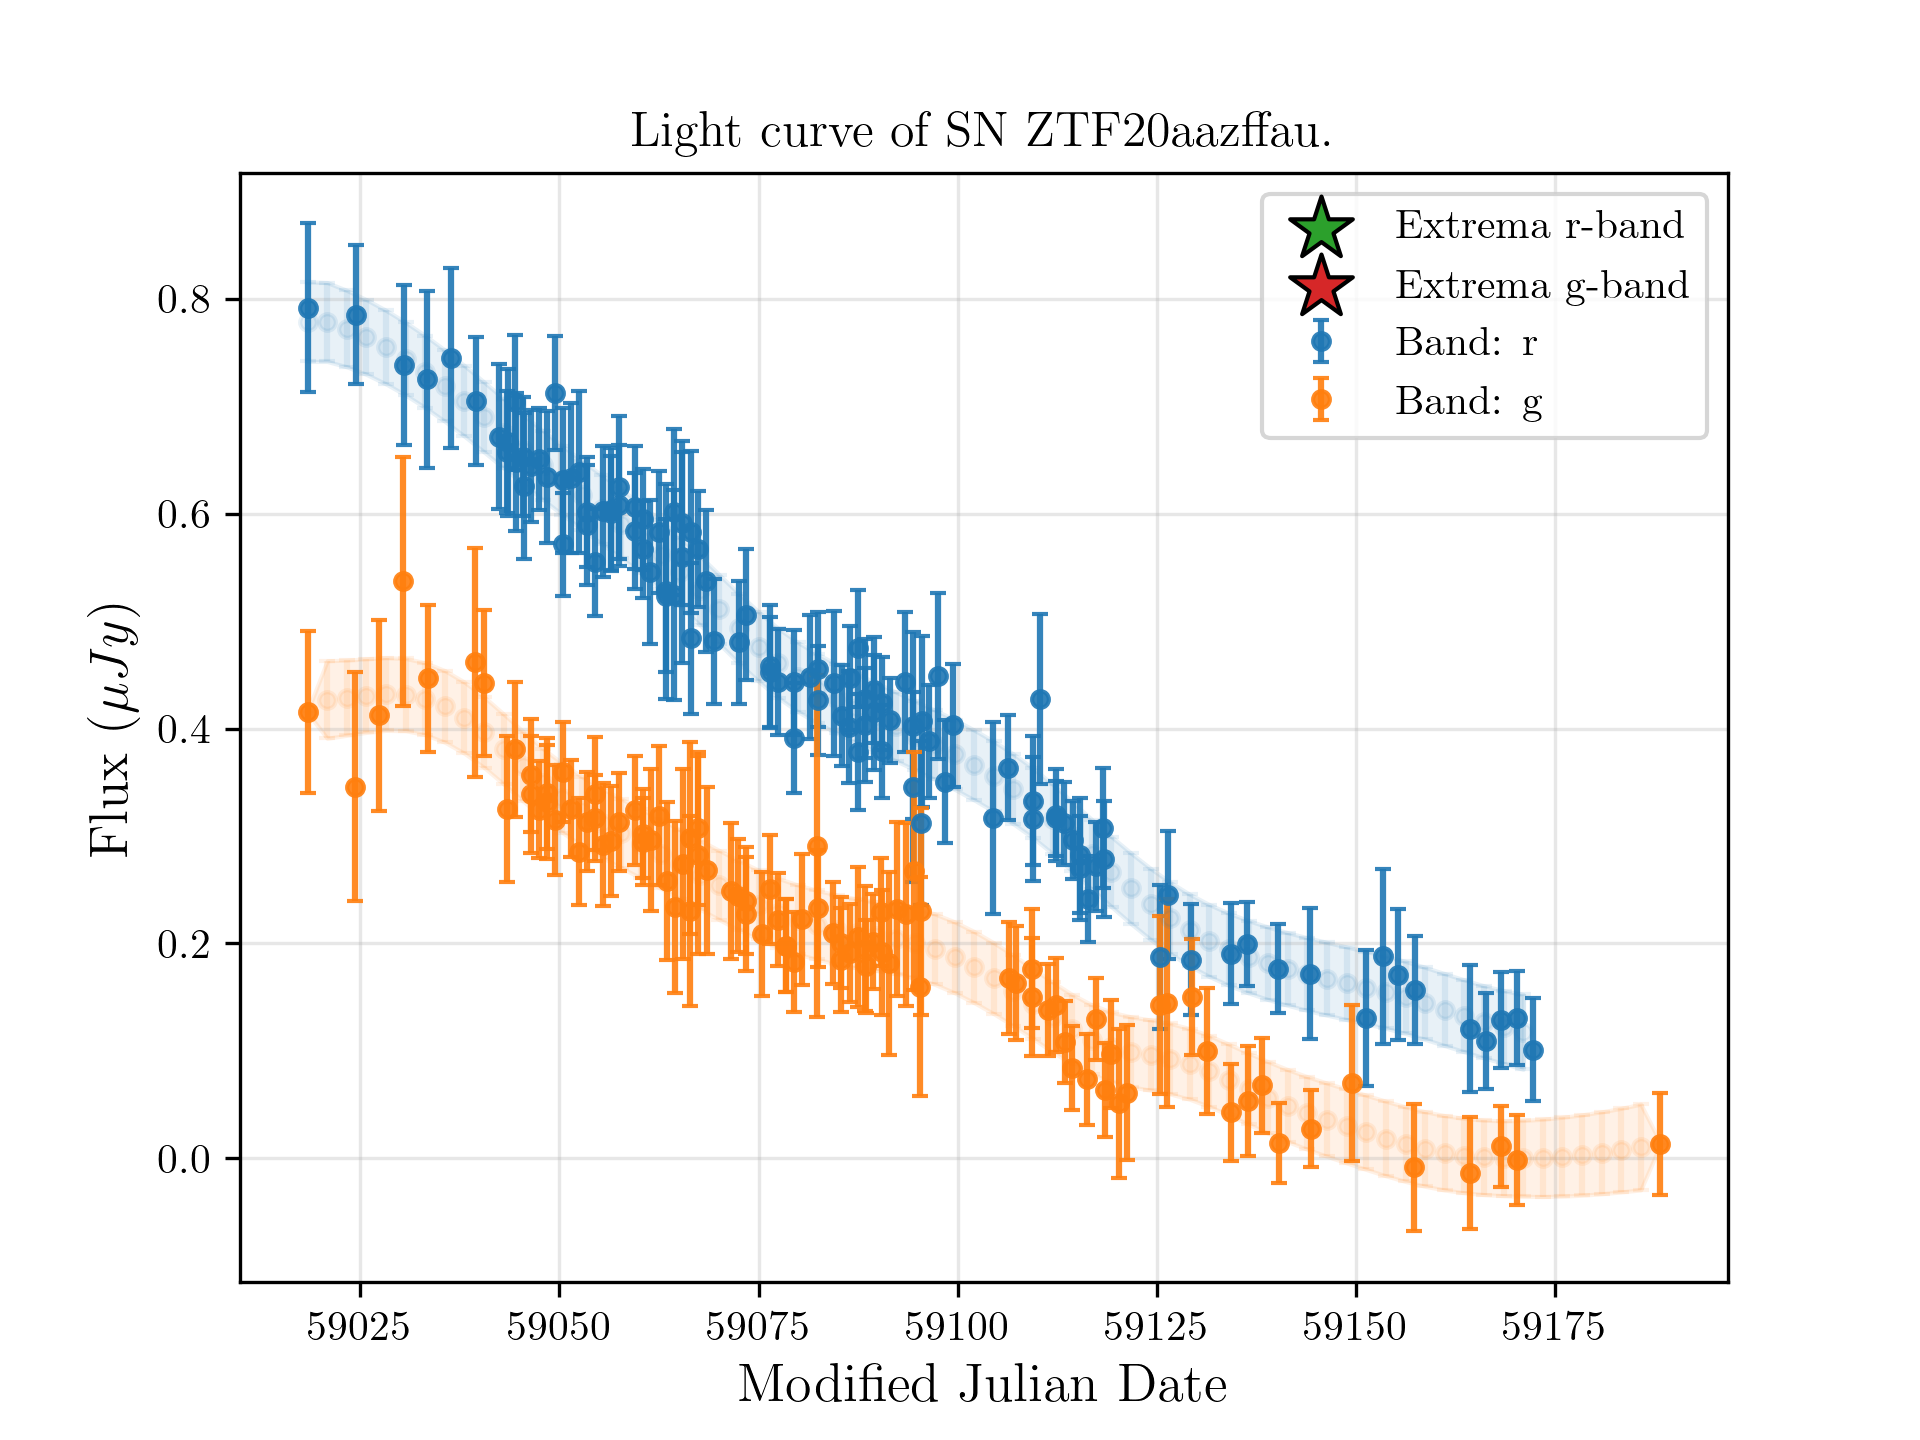 Light curve of SN ZTF20aazffau.
Extrema r-band
Extrema g-band
Band: r
Band: g
Flux (μJy)
0.8
0.6
0.4
0.2
0.0
59025 59050 59075 59100 59125 59150 59175
Modified Julian Date